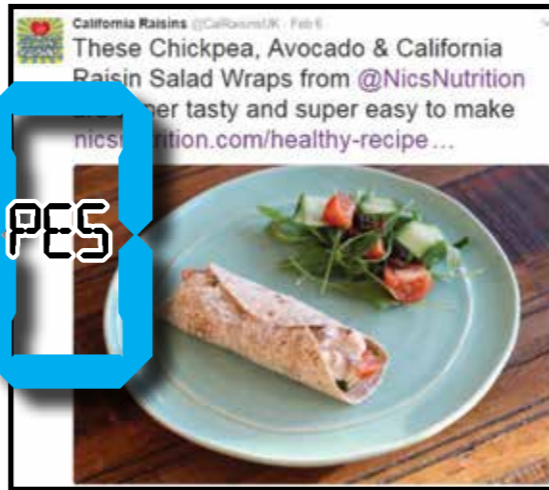 California Raisins @CalRaisinsUK · Feb 6
These Chickpea, Avocado & California
Raisin Salad Wraps from @NicsNutrition
super tasty and super easy to make
nicsnutrition.com/healthy-recipe…
PES